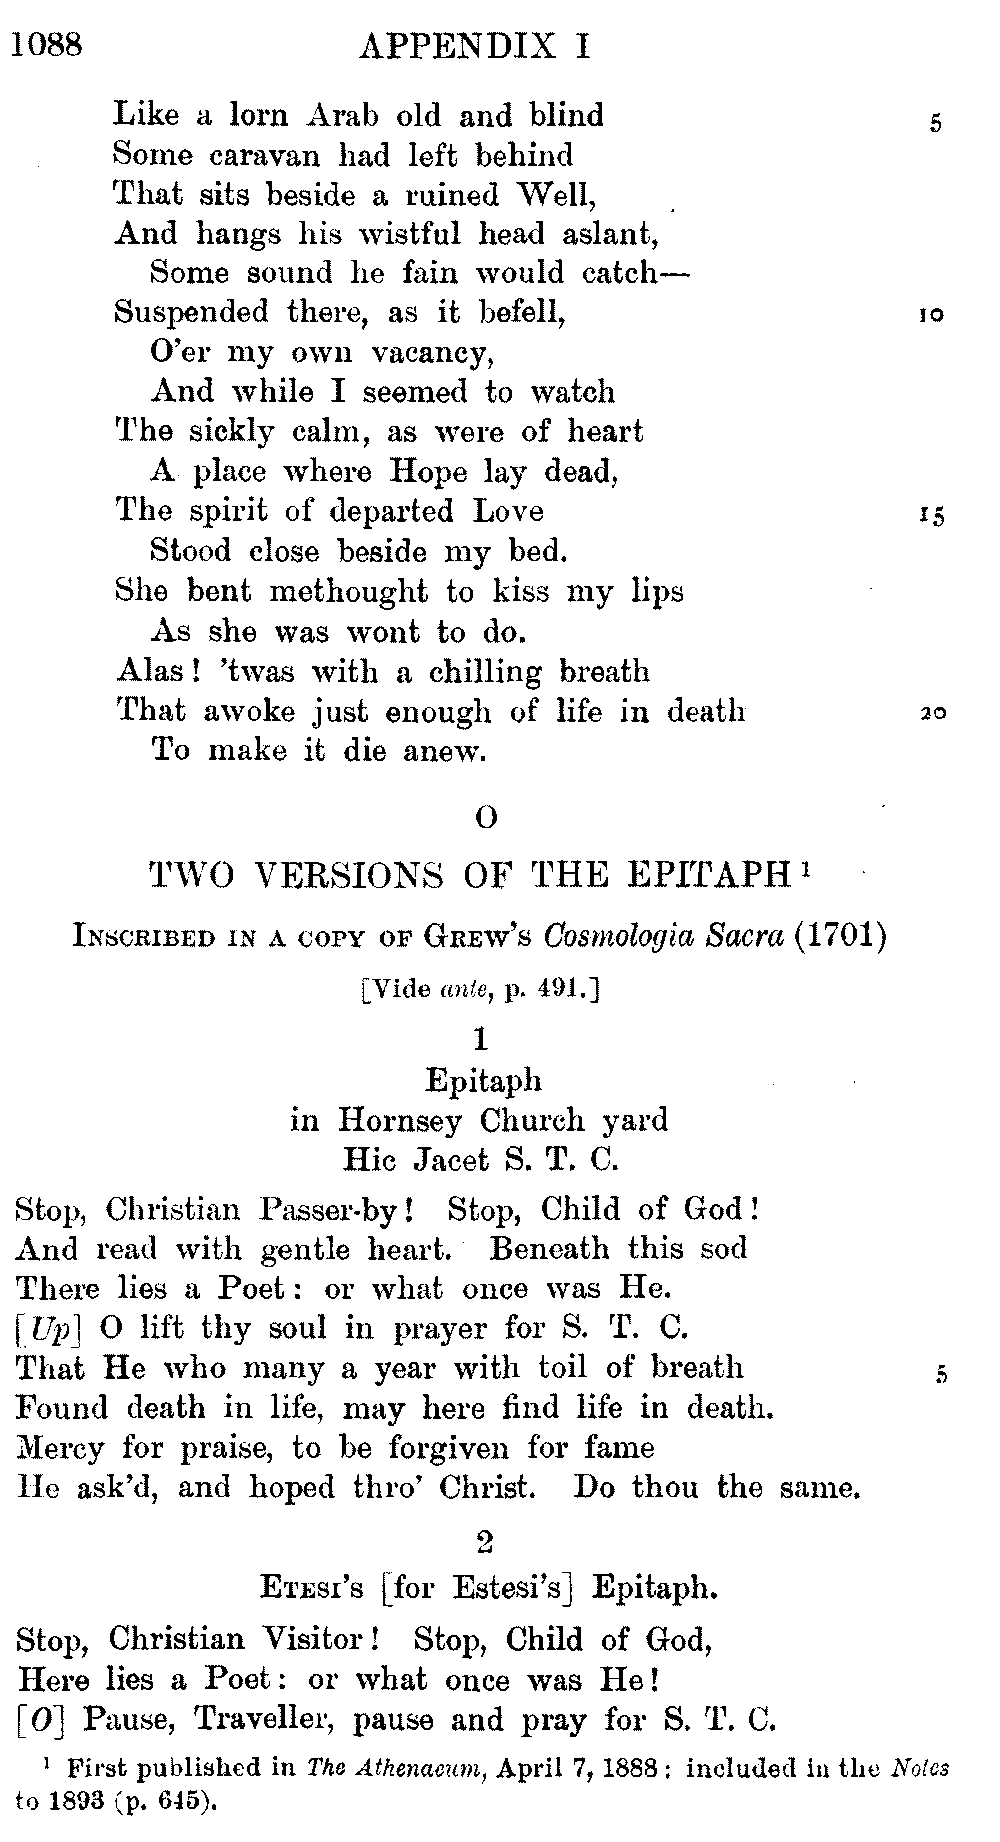 1088 APPENDIX I
Like a lorn Arab old and blind 5
Some caravan had left behind
That sits beside a ruined Well,
And hangs his wistful head aslant,
Some sound he fain would catch—
Suspended there, as it befell, 10
O'er my own vacancy,
And while I seemed to watch
The sickly calm, as were of heart
A place where Hope lay dead,
The spirit of departed Love 15
Stood close beside my bed.
She bent methought to kiss my lips
As she was wont to do.
Alas! 'twas with a chilling breath
That awoke just enough of life in death 20
To make it die anew.
O
TWO VERSIONS OF THE EPITAPH ¹
INSCRIBED IN A COPY OF GREW'S Cosmologia Sacra (1701)
[Vide ante, p. 491.]
1
Epitaph
in Hornsey Church yard
Hic Jacet S. T. C.
Stop, Christian Passer-by! Stop, Child of God!
And read with gentle heart. Beneath this sod
There lies a Poet: or what once was He.
[Up] O lift thy soul in prayer for S. T. C.
That He who many a year with toil of breath 5
Found death in life, may here find life in death.
Mercy for praise, to be forgiven for fame
He ask'd, and hoped thro' Christ. Do thou the same.
2
ETESI'S [for Estesi's] Epitaph.
Stop, Christian Visitor! Stop, Child of God,
Here lies a Poet: or what once was He!
[O] Pause, Traveller, pause and pray for S. T. C.
¹ First published in The Athenaeum, April 7, 1888: included in the Notes
to 1893 (p. 645).